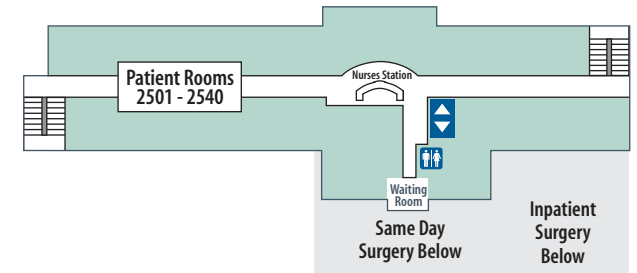 Patient Rooms
2501 - 2540
Nurses Station
Waiting
Room
Same Day
Surgery Below
Inpatient
Surgery
Below